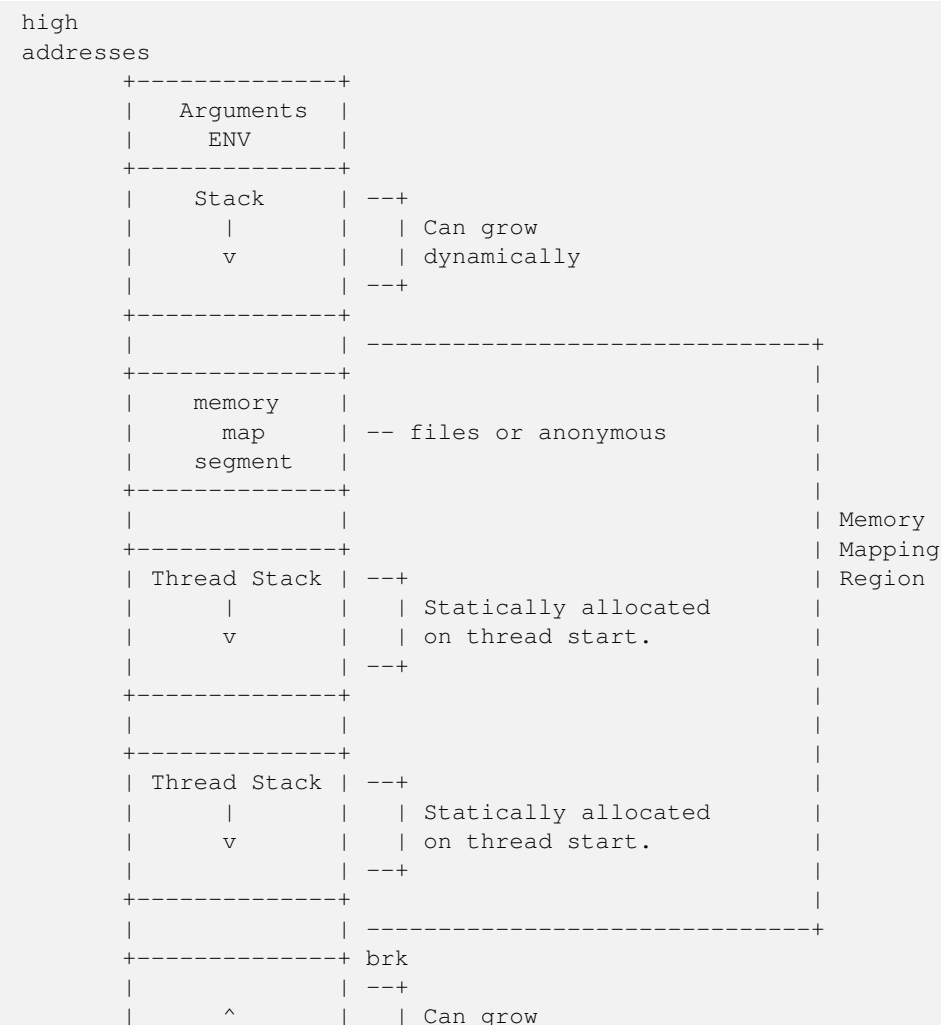 high
addresses
       +--------------+
       |   Arguments  |
       |     ENV      |
       +--------------+
       |    Stack     | --+
       |      |       |   | Can grow
       |      v       |   | dynamically
       |              | --+
       +--------------+
       |              | -------------------------------+
       +--------------+                                |
       |    memory    |                                |
       |      map     | -- files or anonymous          |
       |    segment   |                                |
       +--------------+                                |
       |              |                                | Memory
       +--------------+                                | Mapping
       | Thread Stack | --+                            | Region
       |      |       |   | Statically allocated       |
       |      v       |   | on thread start.           |
       |              | --+                            |
       +--------------+                                |
       |              |                                |
       +--------------+                                |
       | Thread Stack | --+                            |
       |      |       |   | Statically allocated       |
       |      v       |   | on thread start.           |
       |              | --+                            |
       +--------------+                                |
       |              | -------------------------------+
       +--------------+ brk
       |              | --+
       |      ^       |   | Can grow